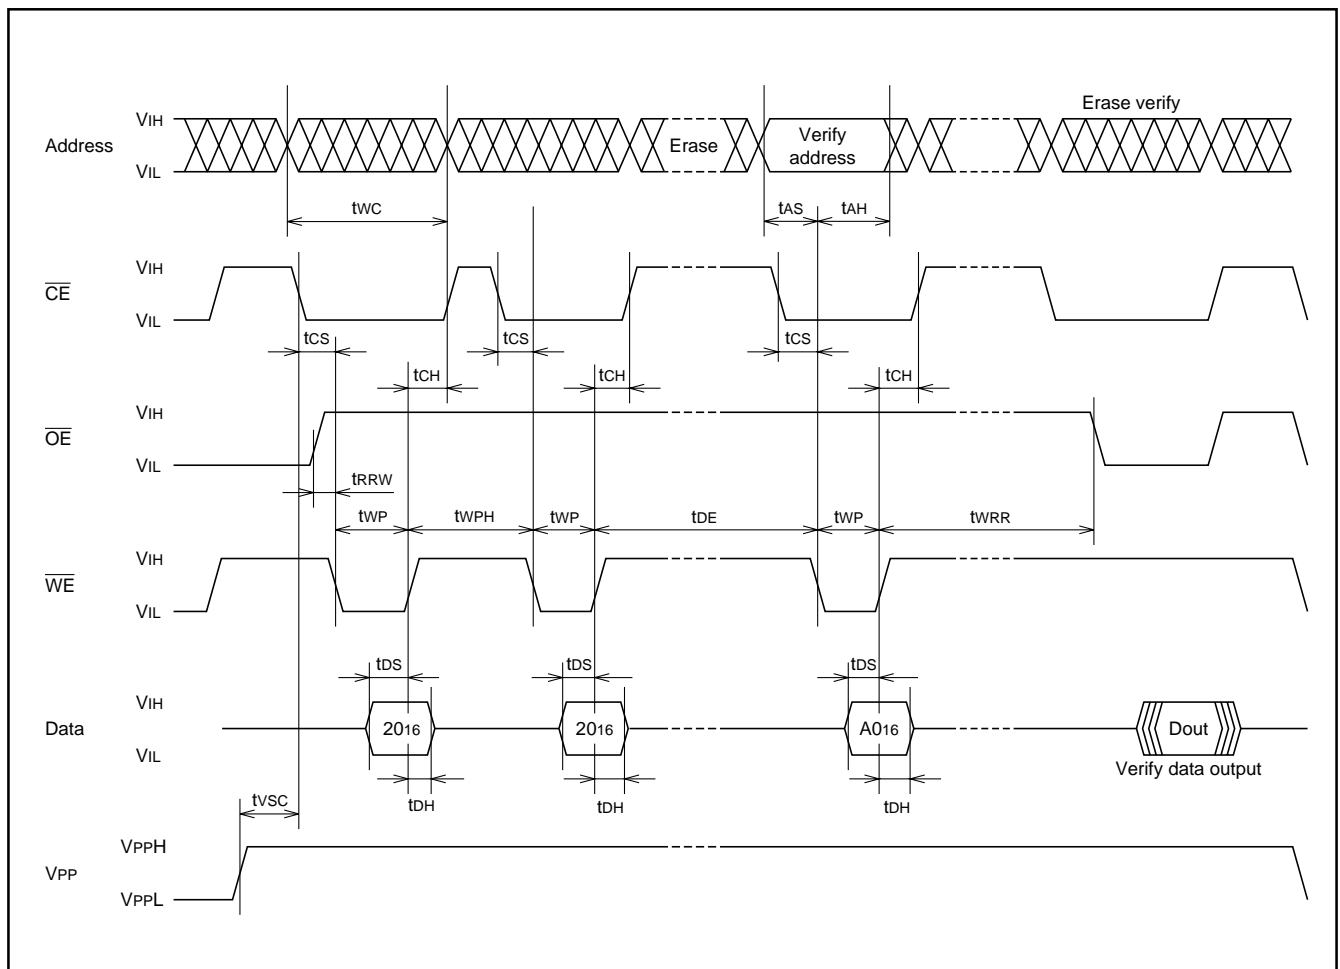 Erase verify
VIH
Address
Erase
Verify
address
VIL
tWC
tAS
tAH
VIH
CE
VIL
tCS
tCS
tCS
tCH
tCH
tCH
VIH
OE
VIL
tRRW
tWP
tWPH
tWP
tDE
tWP
tWRR
VIH
WE
VIL
tDS
tDS
tDS
VIH
Data
2016
2016
A016
Dout
VIL
Verify data output
tVSC
tDH
tDH
tDH
VPPH
VPP
VPPL